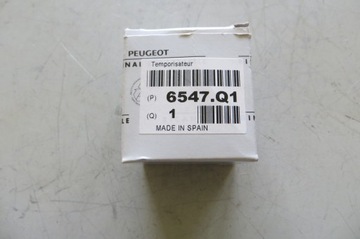 PEUGEOT
Temporisateur
(P) 6547.Q1
(Q) 1
MADE IN SPAIN